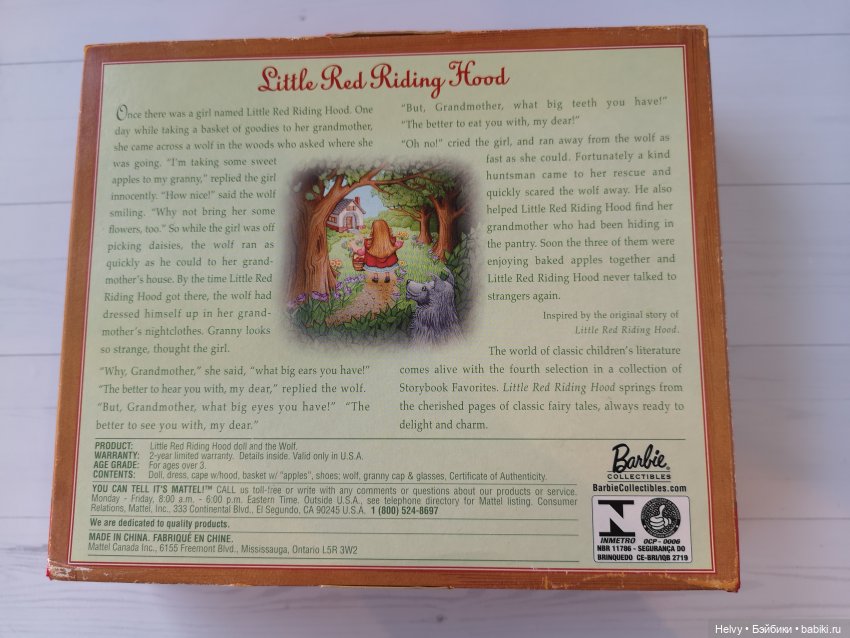 Little Red Riding Hood
Once there was a girl named Little Red Riding Hood. One
day while taking a basket of goodies to her grandmother,
she came across a wolf in the woods who asked where she
was going. “I’m taking some sweet
apples to my granny,” replied the girl
innocently. “How nice!” said the wolf
smiling. “Why not bring her some
flowers, too.” So while the girl was off
picking daisies, the wolf ran as
quickly as he could to her grand-
mother’s house. By the time Little Red
Riding Hood got there, the wolf had
dressed himself up in her grand-
mother’s nightclothes. Granny looks
so strange, thought the girl.
“Why, Grandmother,” she said, “what big ears you have!”
“The better to hear you with, my dear,” replied the wolf.
“But, Grandmother, what big eyes you have!” “The
better to see you with, my dear.”
“But, Grandmother, what big teeth you have!”
“The better to eat you with, my dear!”
“Oh no!” cried the girl, and ran away from the wolf as
fast as she could. Fortunately a kind
huntsman came to her rescue and
quickly scared the wolf away. He also
helped Little Red Riding Hood find her
grandmother who had been hiding in
the pantry. Soon the three of them were
enjoying baked apples together and
Little Red Riding Hood never talked to
strangers again.
Inspired by the original story of
Little Red Riding Hood.
The world of classic children’s literature
comes alive with the fourth selection in a collection of
Storybook Favorites. Little Red Riding Hood springs from
the cherished pages of classic fairy tales, always ready to
delight and charm.
PRODUCT: Little Red Riding Hood doll and the Wolf.
WARRANTY: 2-year limited warranty. Details inside. Valid only in U.S.A.
AGE GRADE: For ages over 3.
CONTENTS: Doll, dress, cape w/hood, basket w/ "apples"; shoes; wolf, granny cap & glasses, Certificate of Authenticity.
YOU CAN TELL IT'S MATTEL!™ CALL us toll-free or write with any comments or questions about our products or service.
Monday - Friday, 8:00 a.m. - 6:00 p.m. Eastern Time. Outside U.S.A., see telephone directory for Mattel listing. Consumer
Relations, Mattel, Inc., 333 Continental Blvd., El Segundo, CA 90245 U.S.A. 1 (800) 524-8697
We are dedicated to quality products.
MADE IN CHINA. FABRIQUÉ EN CHINE.
Mattel Canada Inc., 6155 Freemont Blvd., Mississauga, Ontario L5R 3W2
Barbie
COLLECTIBLES
BarbieCollectibles.com
INMETRO OCP - 0006
NBR 11786 - SEGURANÇA DO
BRINQUEDO CE-BRI/IQB 2719
Helvy • Бэйбики • babiki.ru